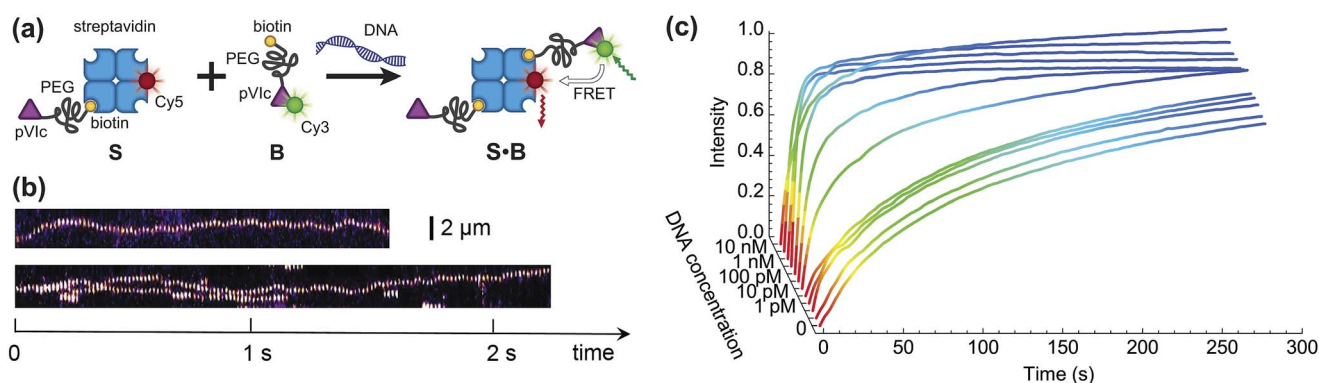 (a)
streptavidin
biotin
DNA
PEG
PEG
pVIc
FRET
pVIc
biotin
Cy5
Cy3
S
B
S•B
(b)
2 μm
0
1 s
2 s
time
(c)
1.0
0.8
0.6
0.4
0.2
0.0
Intensity
10 nM
1 nM
100 pM
10 pM
1 pM
0
DNA concentration
0
50
100
150
200
250
300
Time (s)